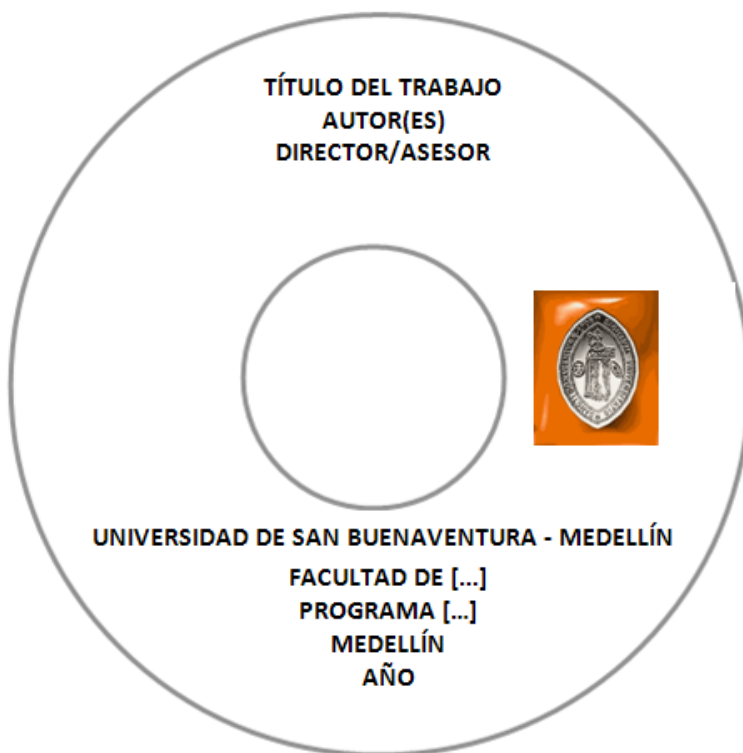 TÍTULO DEL TRABAJO
AUTOR(ES)
DIRECTOR/ASESOR
UNIVERSIDAD DE SAN BUENAVENTURA - MEDELLÍN
FACULTAD DE [...]
PROGRAMA [...]
MEDELLÍN
AÑO